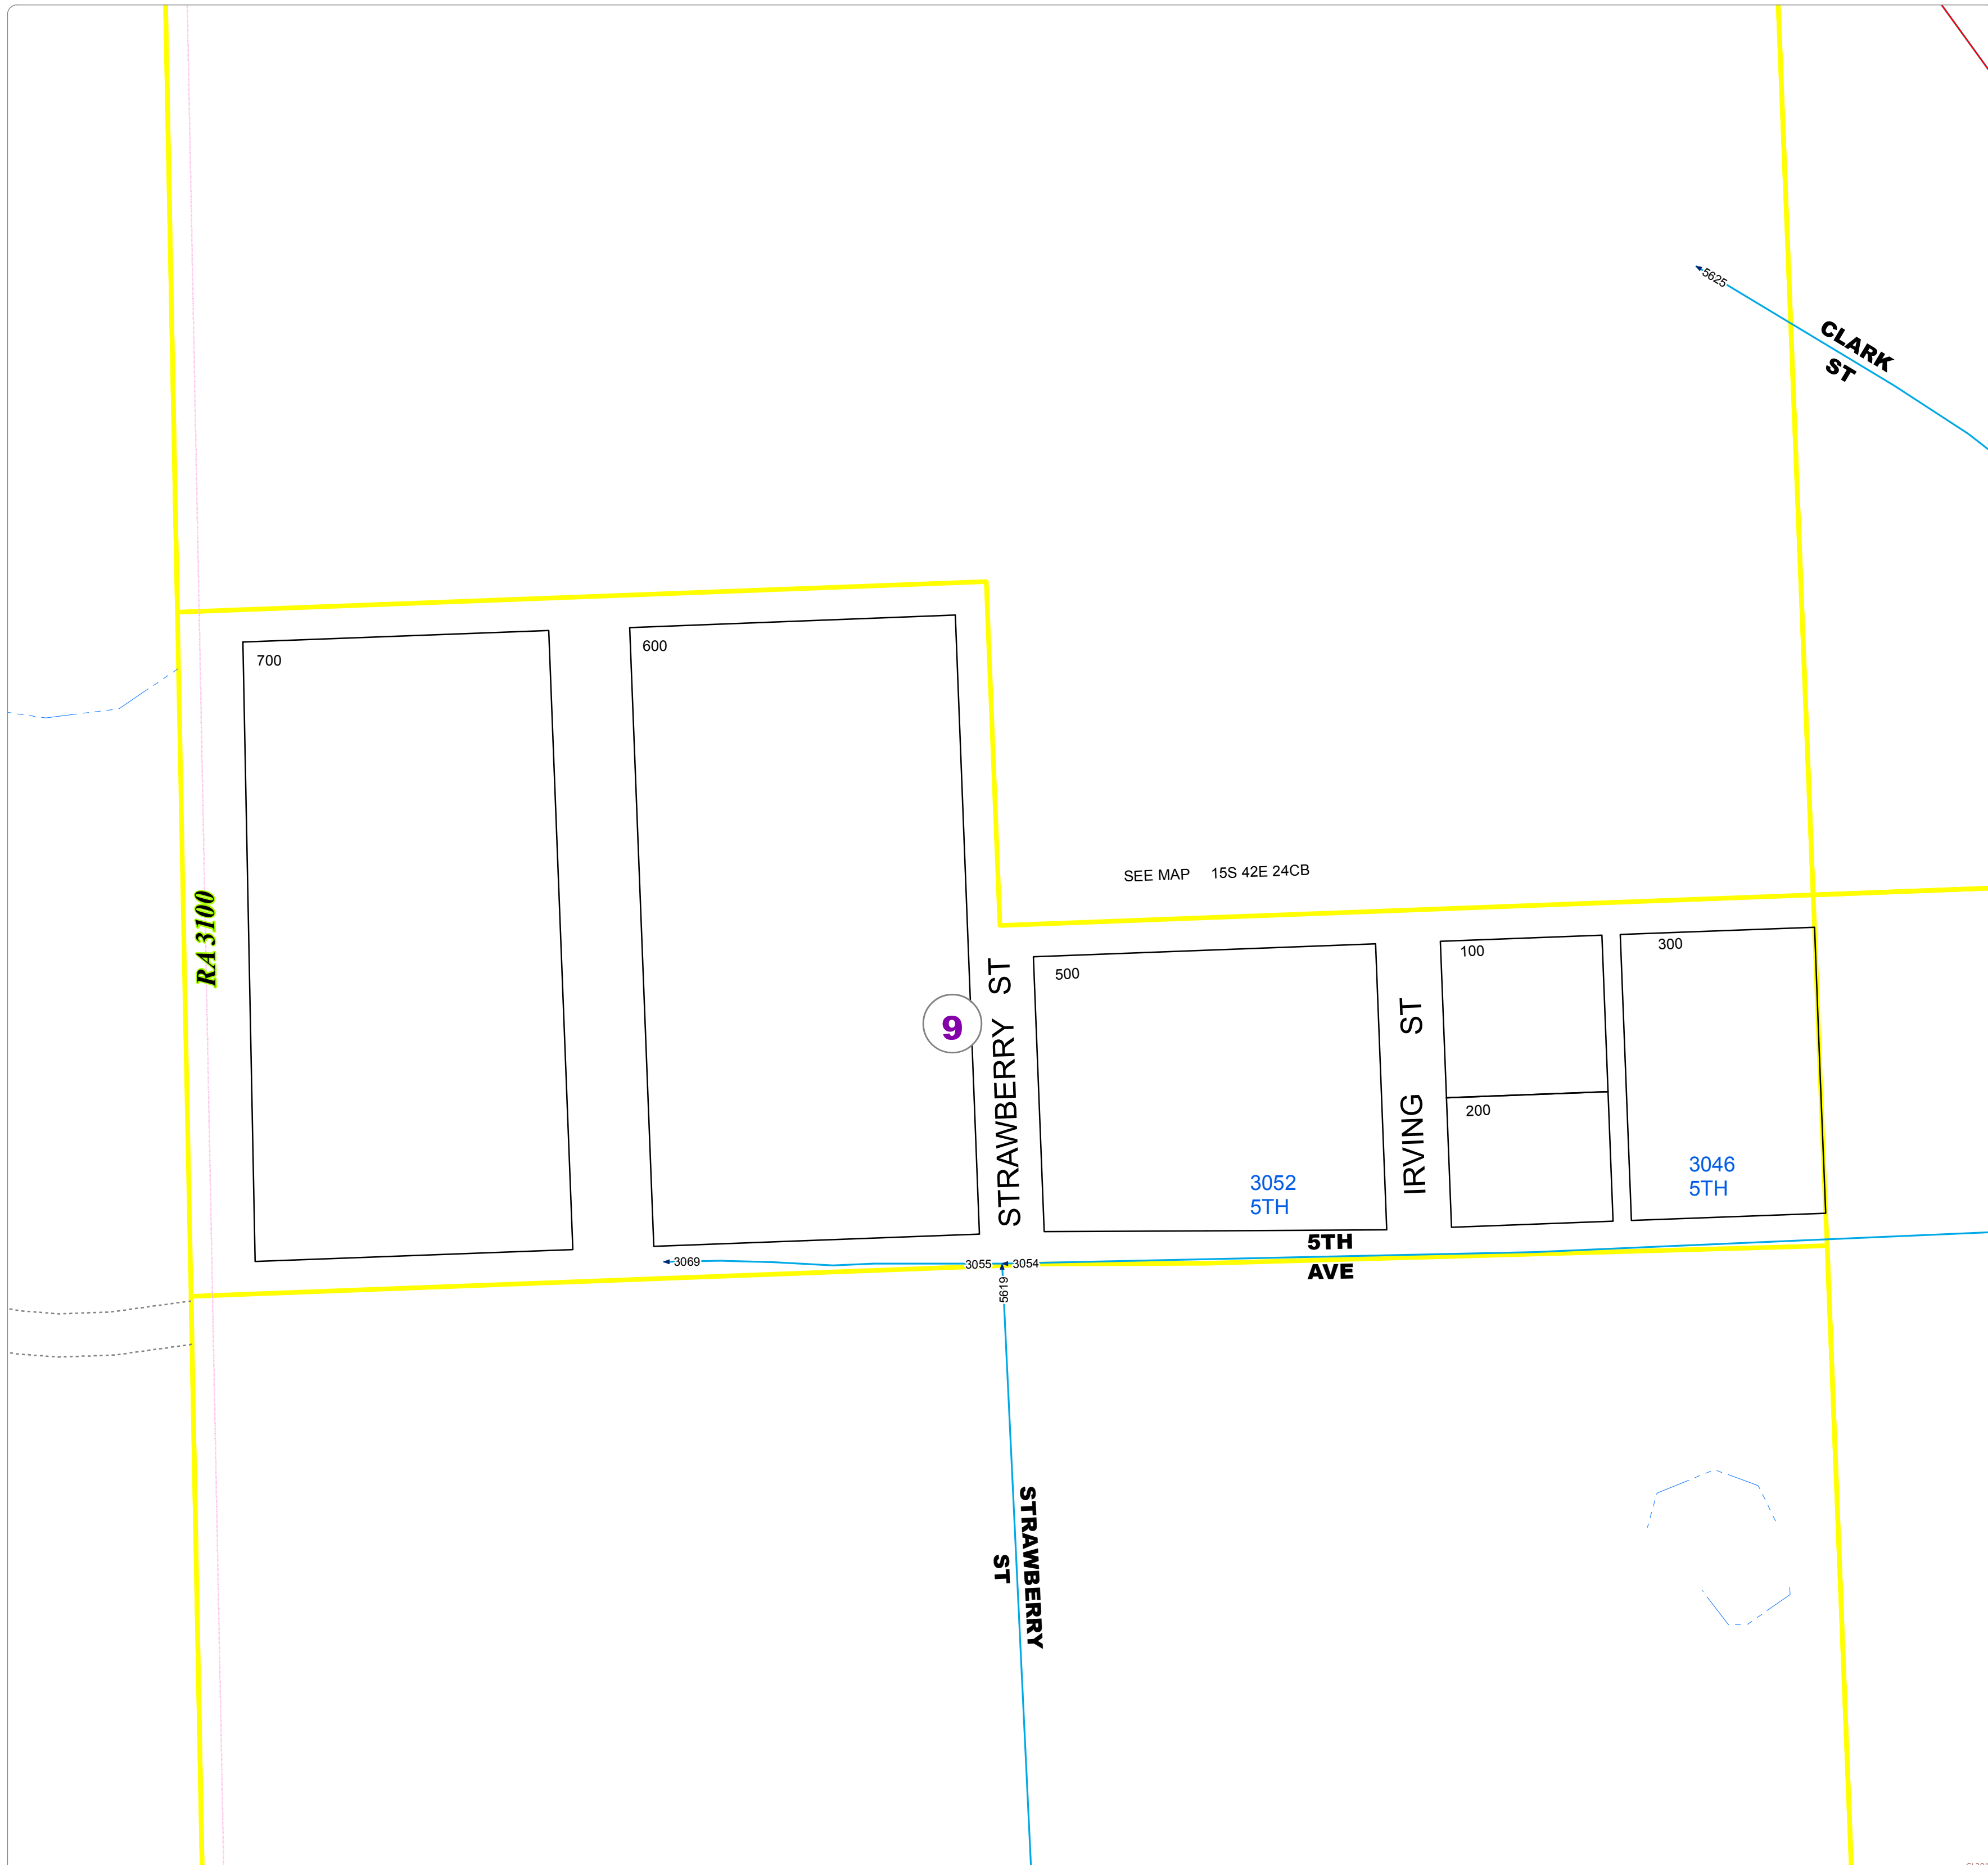 5625
CLARK
ST
700
600
SEE MAP 15S 42E 24CB
RA 3100
500
100
300
9
STRAWBERRY ST
IRVING ST
200
3052
5TH
3046
5TH
5TH
AVE
3069
3055
3054
5619
STRAWBERRY
ST